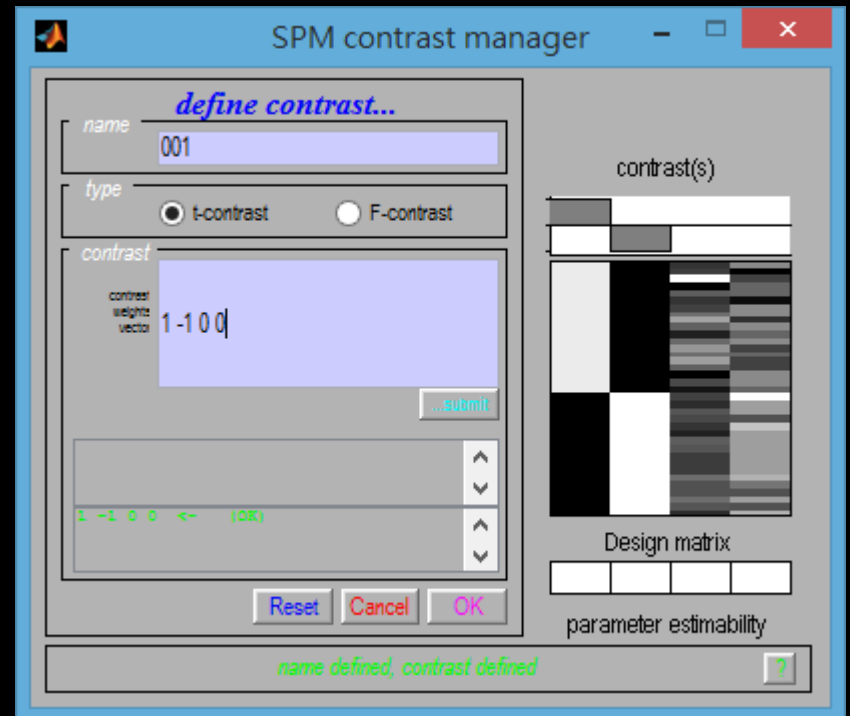 SPM contrast manager
define contrast...
name
001
type
t-contrast
F-contrast
contrast
contrast
weights
vector
1 -1 0 0
...submit
1 -1 0 0 <- (OK)
Reset
Cancel
OK
contrast(s)
Design matrix
parameter estimability
name defined, contrast defined
?